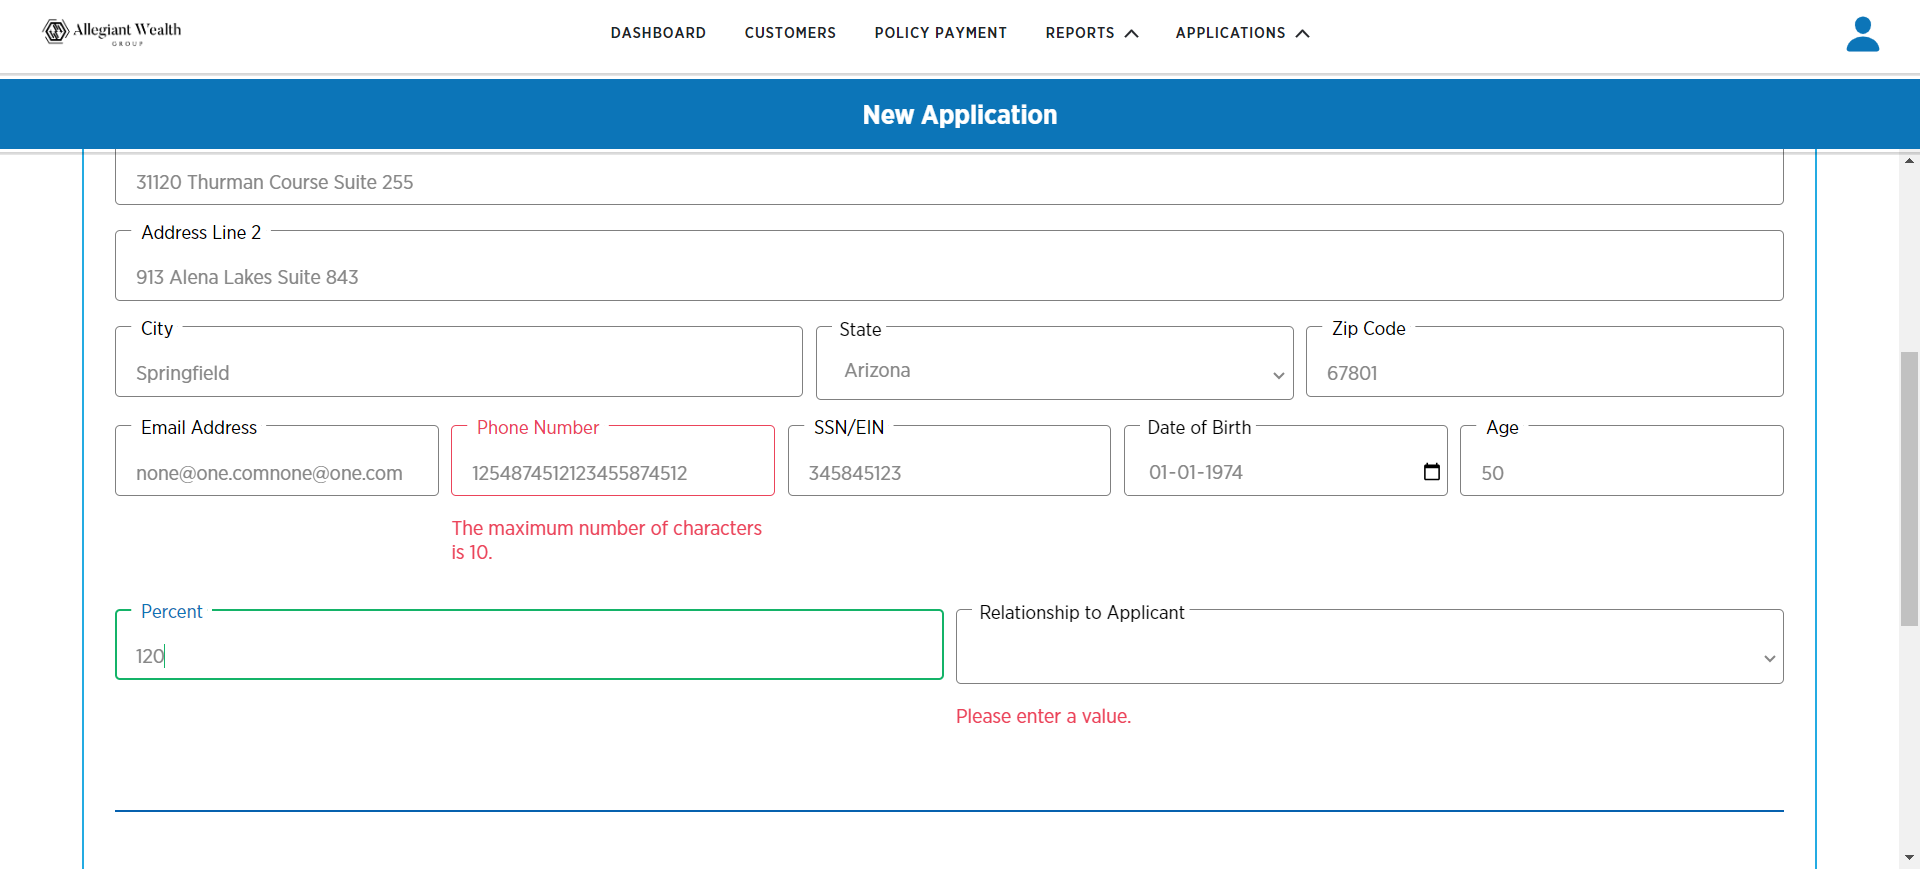 Allegiant Wealth
GROUP
DASHBOARD CUSTOMERS POLICY PAYMENT REPORTS APPLICATIONS
New Application
31120 Thurman Course Suite 255
Address Line 2
913 Alena Lakes Suite 843
City State Zip Code
Springfield Arizona 67801
Email Address Phone Number SSN/EIN Date of Birth Age
none@one.comnone@one.com 1254874512123455874512 345845123 01-01-1974 50
The maximum number of characters
is 10.
Percent Relationship to Applicant
120
Please enter a value.